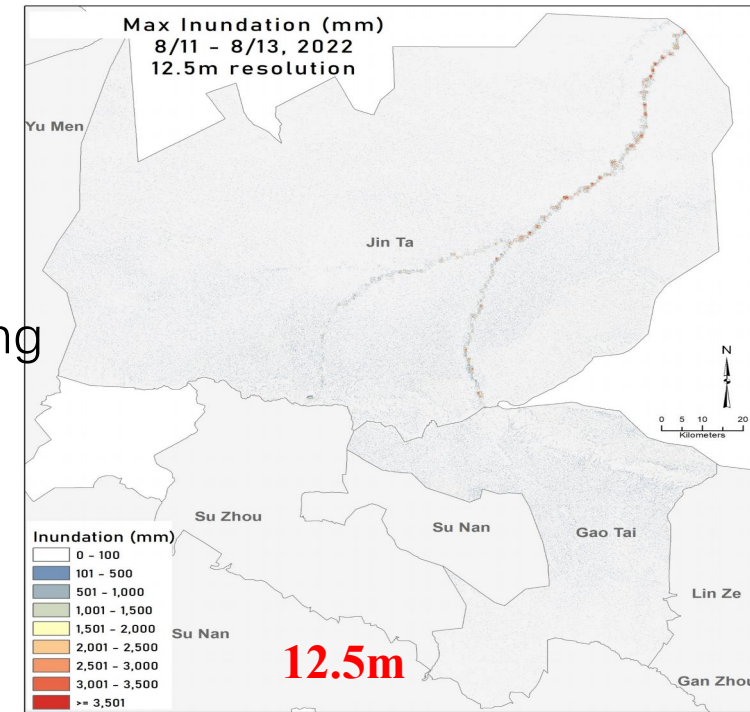 Max Inundation (mm)
8/11 - 8/13, 2022
12.5m resolution
Yu Men
Jin Ta
ng
N
0 5 10 20
Kilometers
Su Zhou
Su Nan
Gao Tai
Lin Ze
Su Nan
Gan Zhou
12.5m
Inundation (mm)
0 - 100
101 - 500
501 - 1,000
1,001 - 1,500
1,501 - 2,000
2,001 - 2,500
2,501 - 3,000
3,001 - 3,500
>= 3,501